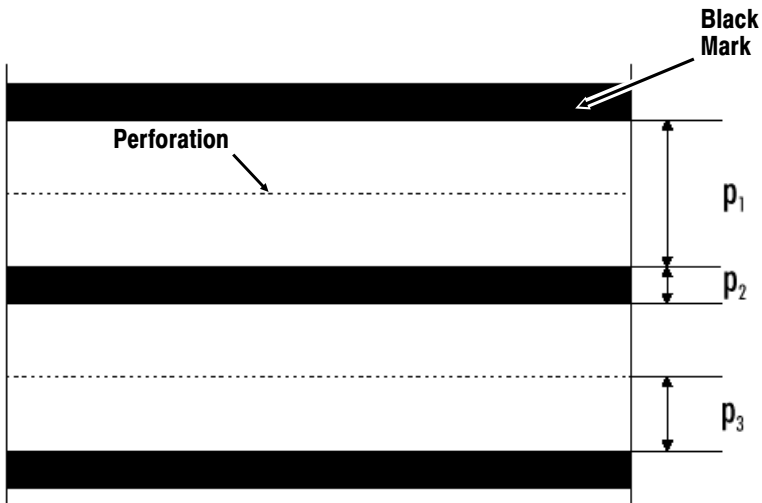 Black
Mark
Perforation
p₁
p₂
p₃